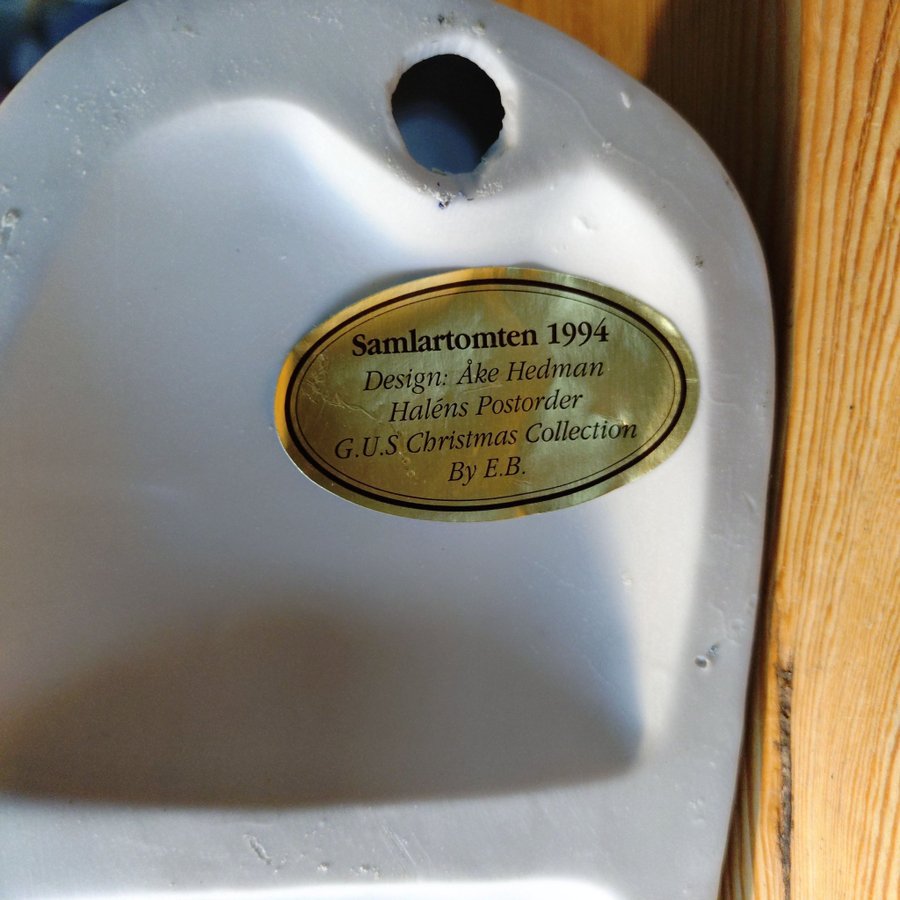 Samlartomten 1994
Design: Åke Hedman
Haléns Postorder
G.U.S Christmas Collection
By E.B.